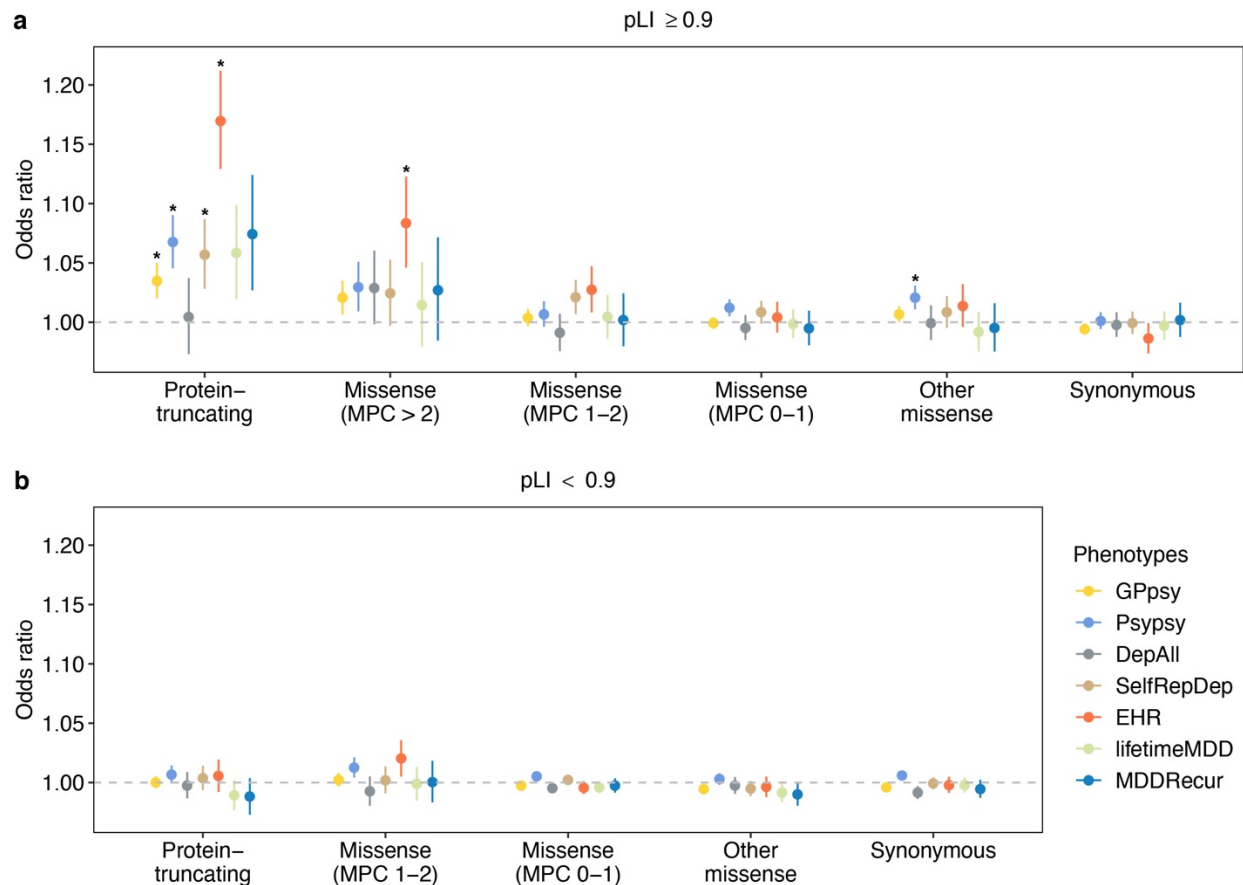 a
pLI ≥ 0.9
Odds ratio
1.20
1.15
1.10
1.05
1.00
*
*
*
*
*
*
Protein−
truncating
Missense
(MPC > 2)
Missense
(MPC 1−2)
Missense
(MPC 0−1)
Other
missense
Synonymous
b
pLI < 0.9
Odds ratio
1.20
1.15
1.10
1.05
1.00
Protein−
truncating
Missense
(MPC 1−2)
Missense
(MPC 0−1)
Other
missense
Synonymous
Phenotypes
GPpsy
Psypsy
DepAll
SelfRepDep
EHR
lifetimeMDD
MDDRecur